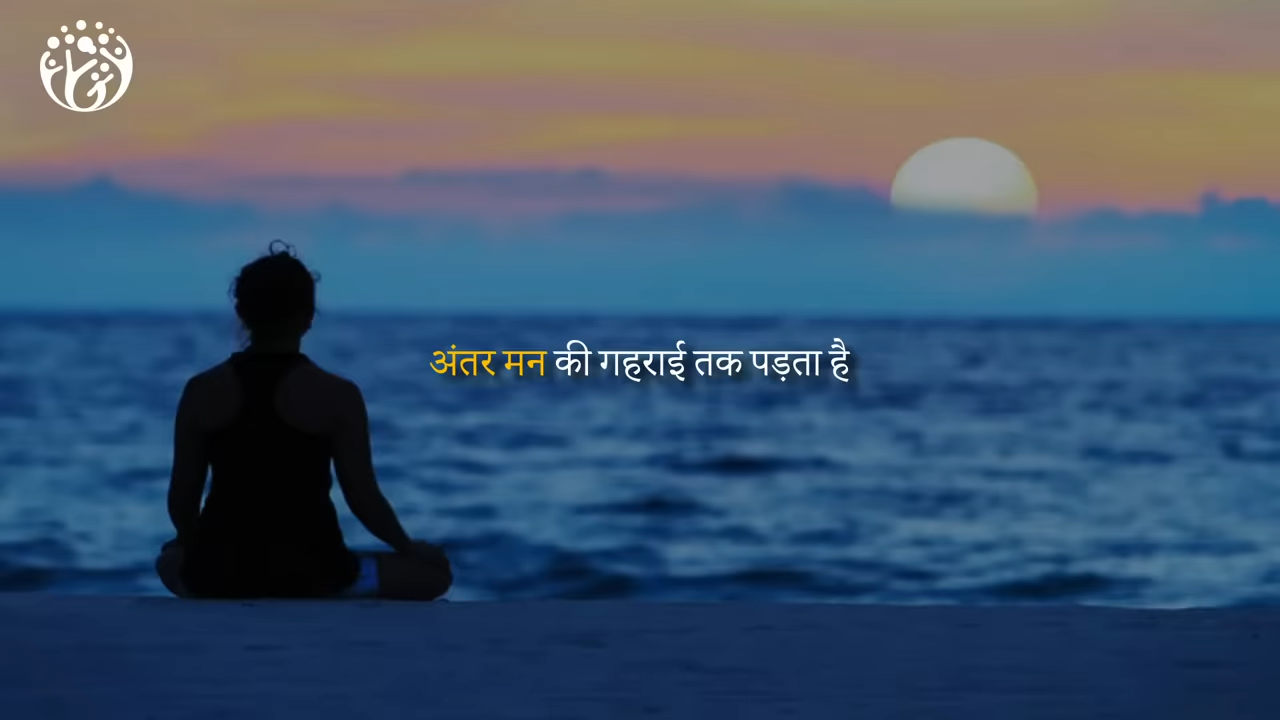 अंतर मन की गहराई तक पड़ता है